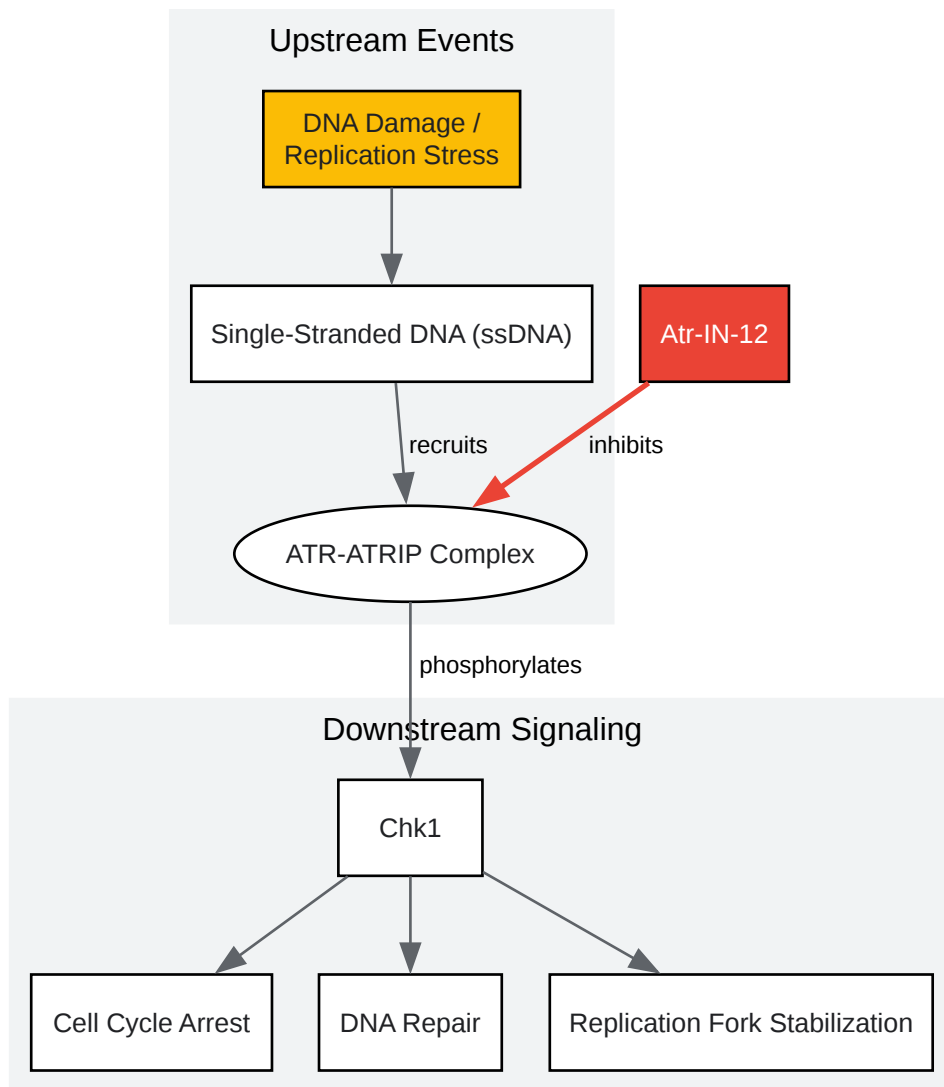 Upstream Events
DNA Damage /
Replication Stress
Single-Stranded DNA (ssDNA)
Atr-IN-12
recruits
inhibits
ATR-ATRIP Complex
phosphorylates
Downstream Signaling
Chk1
Cell Cycle Arrest
DNA Repair
Replication Fork Stabilization